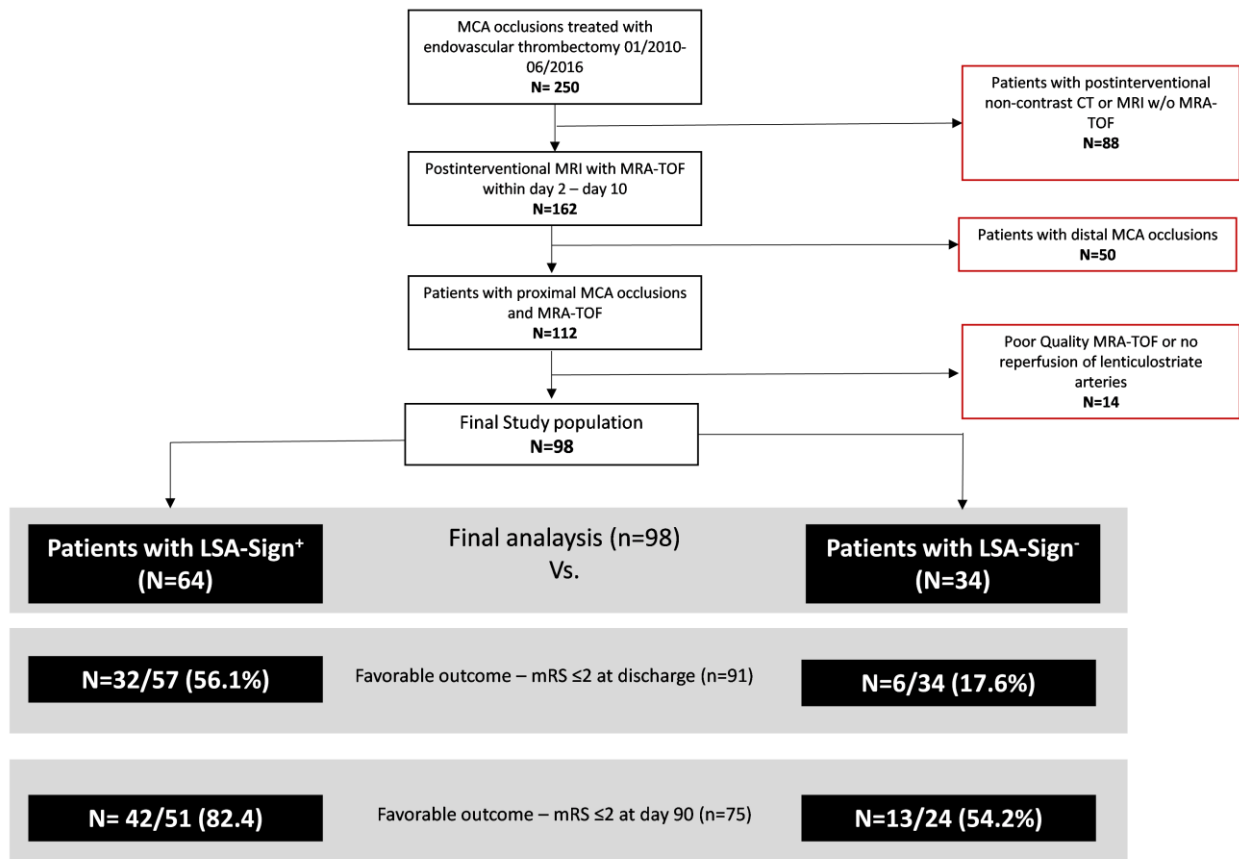 MCA occlusions treated with
endovascular thrombectomy 01/2010-
06/2016
N= 250
Patients with postinterventional
non-contrast CT or MRI w/o MRA-
TOF
N=88
Postinterventional MRI with MRA-TOF
within day 2 – day 10
N=162
Patients with distal MCA occlusions
N=50
Patients with proximal MCA occlusions
and MRA-TOF
N=112
Poor Quality MRA-TOF or no
reperfusion of lenticulostriate
arteries
N=14
Final Study population
N=98
Patients with LSA-Sign⁺
(N=64)
Final analaysis (n=98)
Vs.
Patients with LSA-Sign⁻
(N=34)
N=32/57 (56.1%)
Favorable outcome – mRS ≤2 at discharge (n=91)
N=6/34 (17.6%)
N= 42/51 (82.4)
Favorable outcome – mRS ≤2 at day 90 (n=75)
N=13/24 (54.2%)